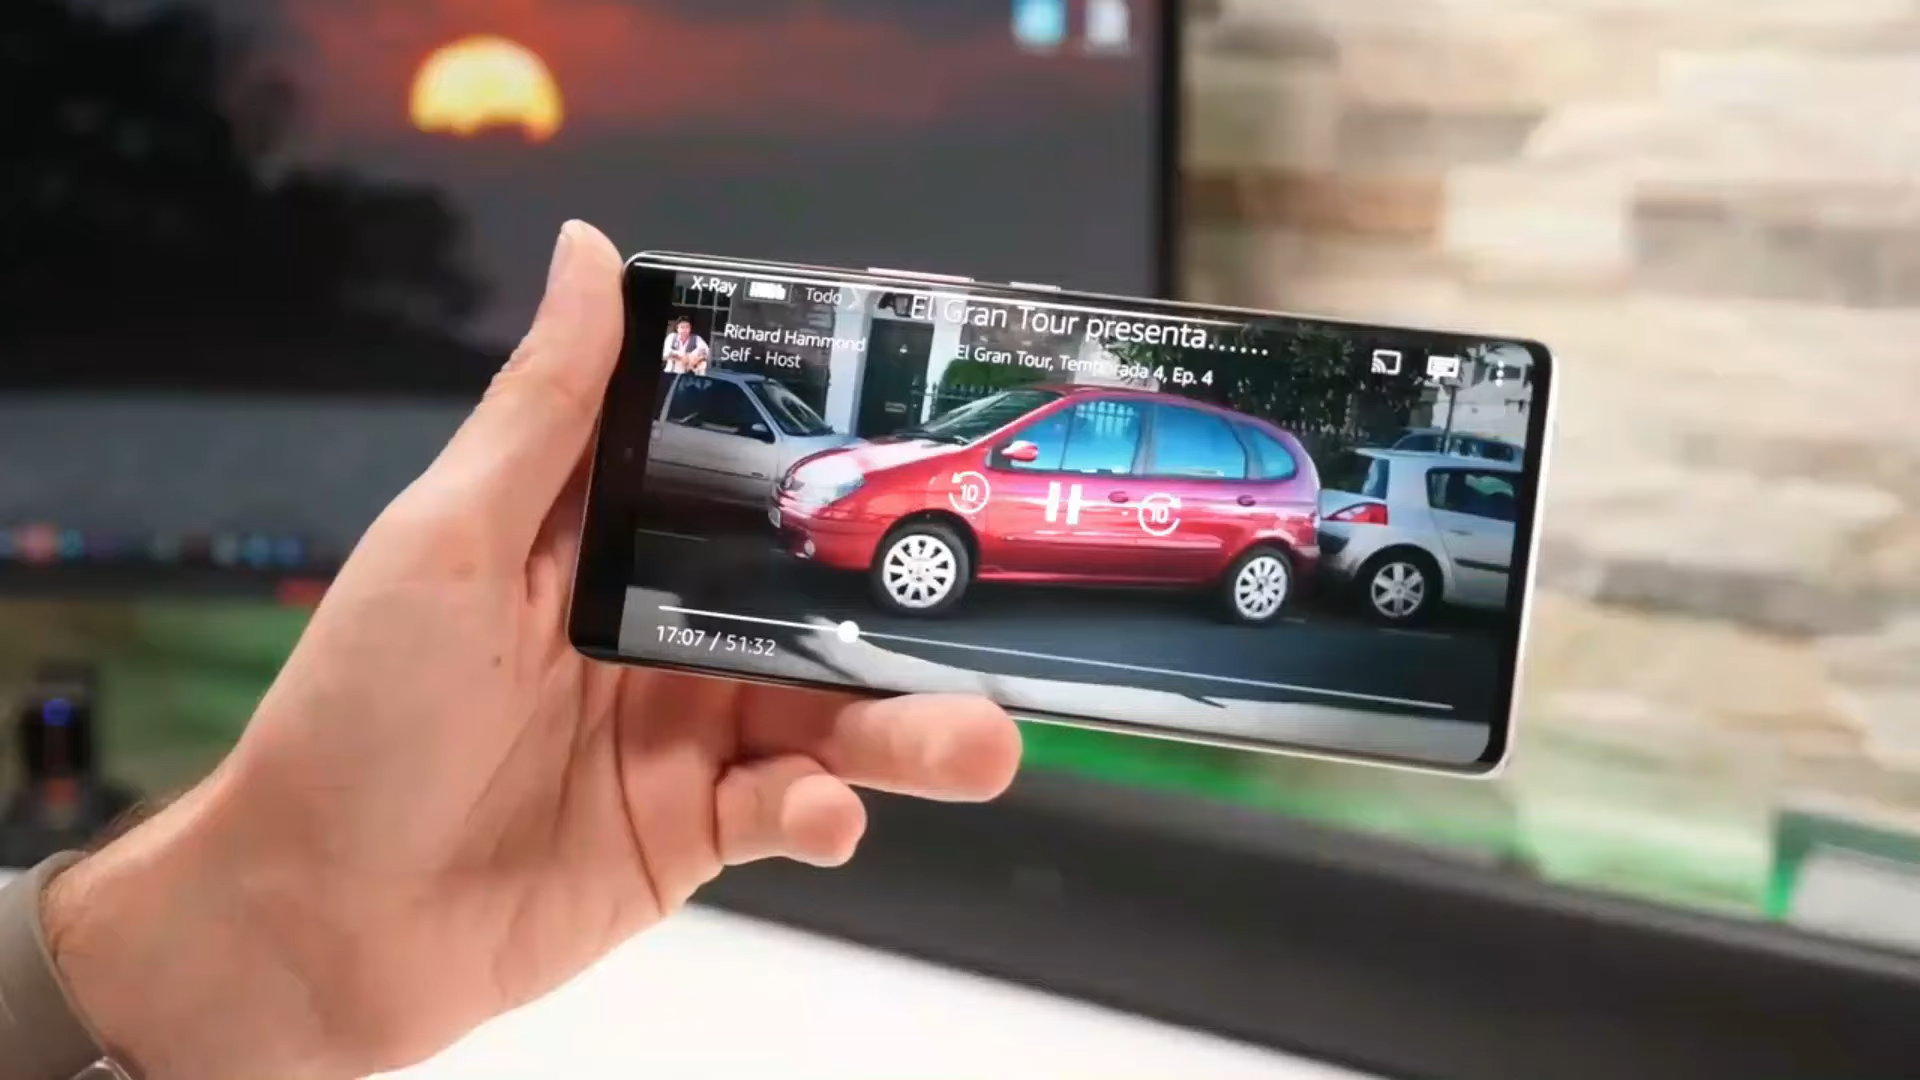 X-Ray Todo
El Gran Tour presenta......
Richard Hammond
Self - Host
El Gran Tour, Temporada 4, Ep. 4
10
10
17:07 / 51:32